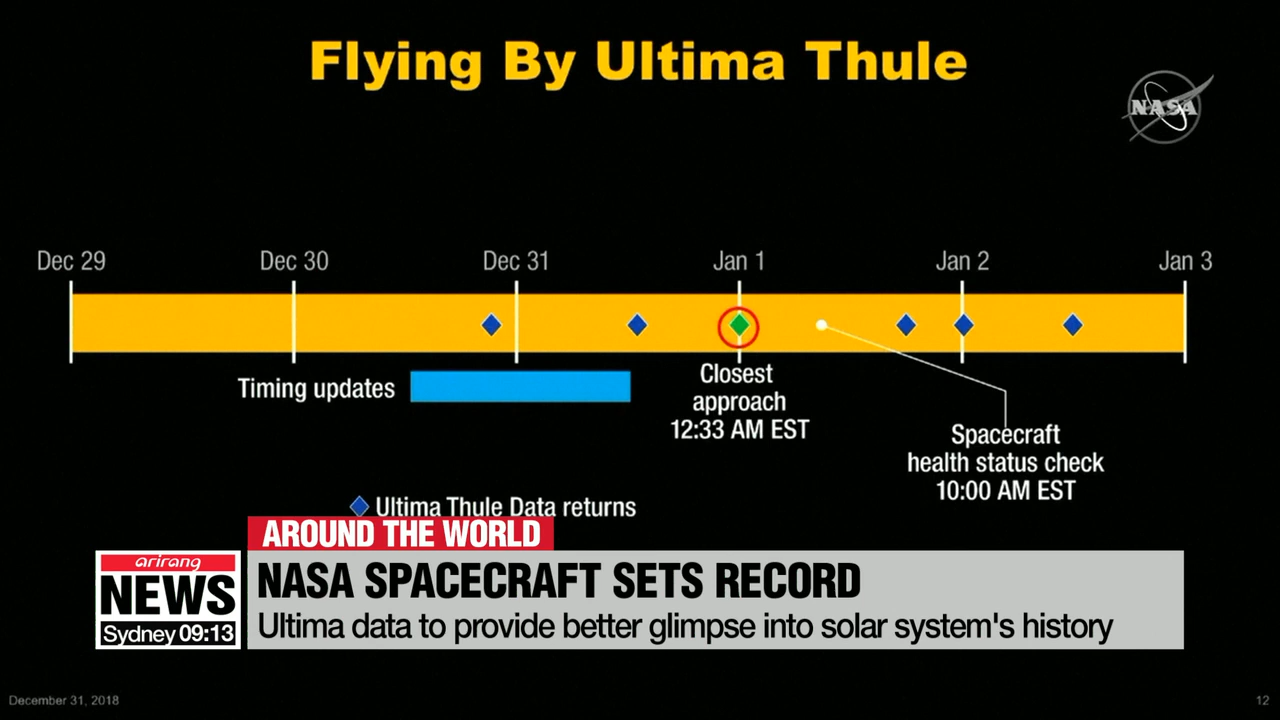 Flying By Ultima Thule
NASA
Dec 29
Dec 30
Dec 31
Jan 1
Jan 2
Jan 3
Timing updates
Closest
approach
12:33 AM EST
Spacecraft
health status check
10:00 AM EST
Ultima Thule Data returns
AROUND THE WORLD
arirang
NEWS
Sydney 09:13
NASA SPACECRAFT SETS RECORD
Ultima data to provide better glimpse into solar system's history
December 31, 2018
12